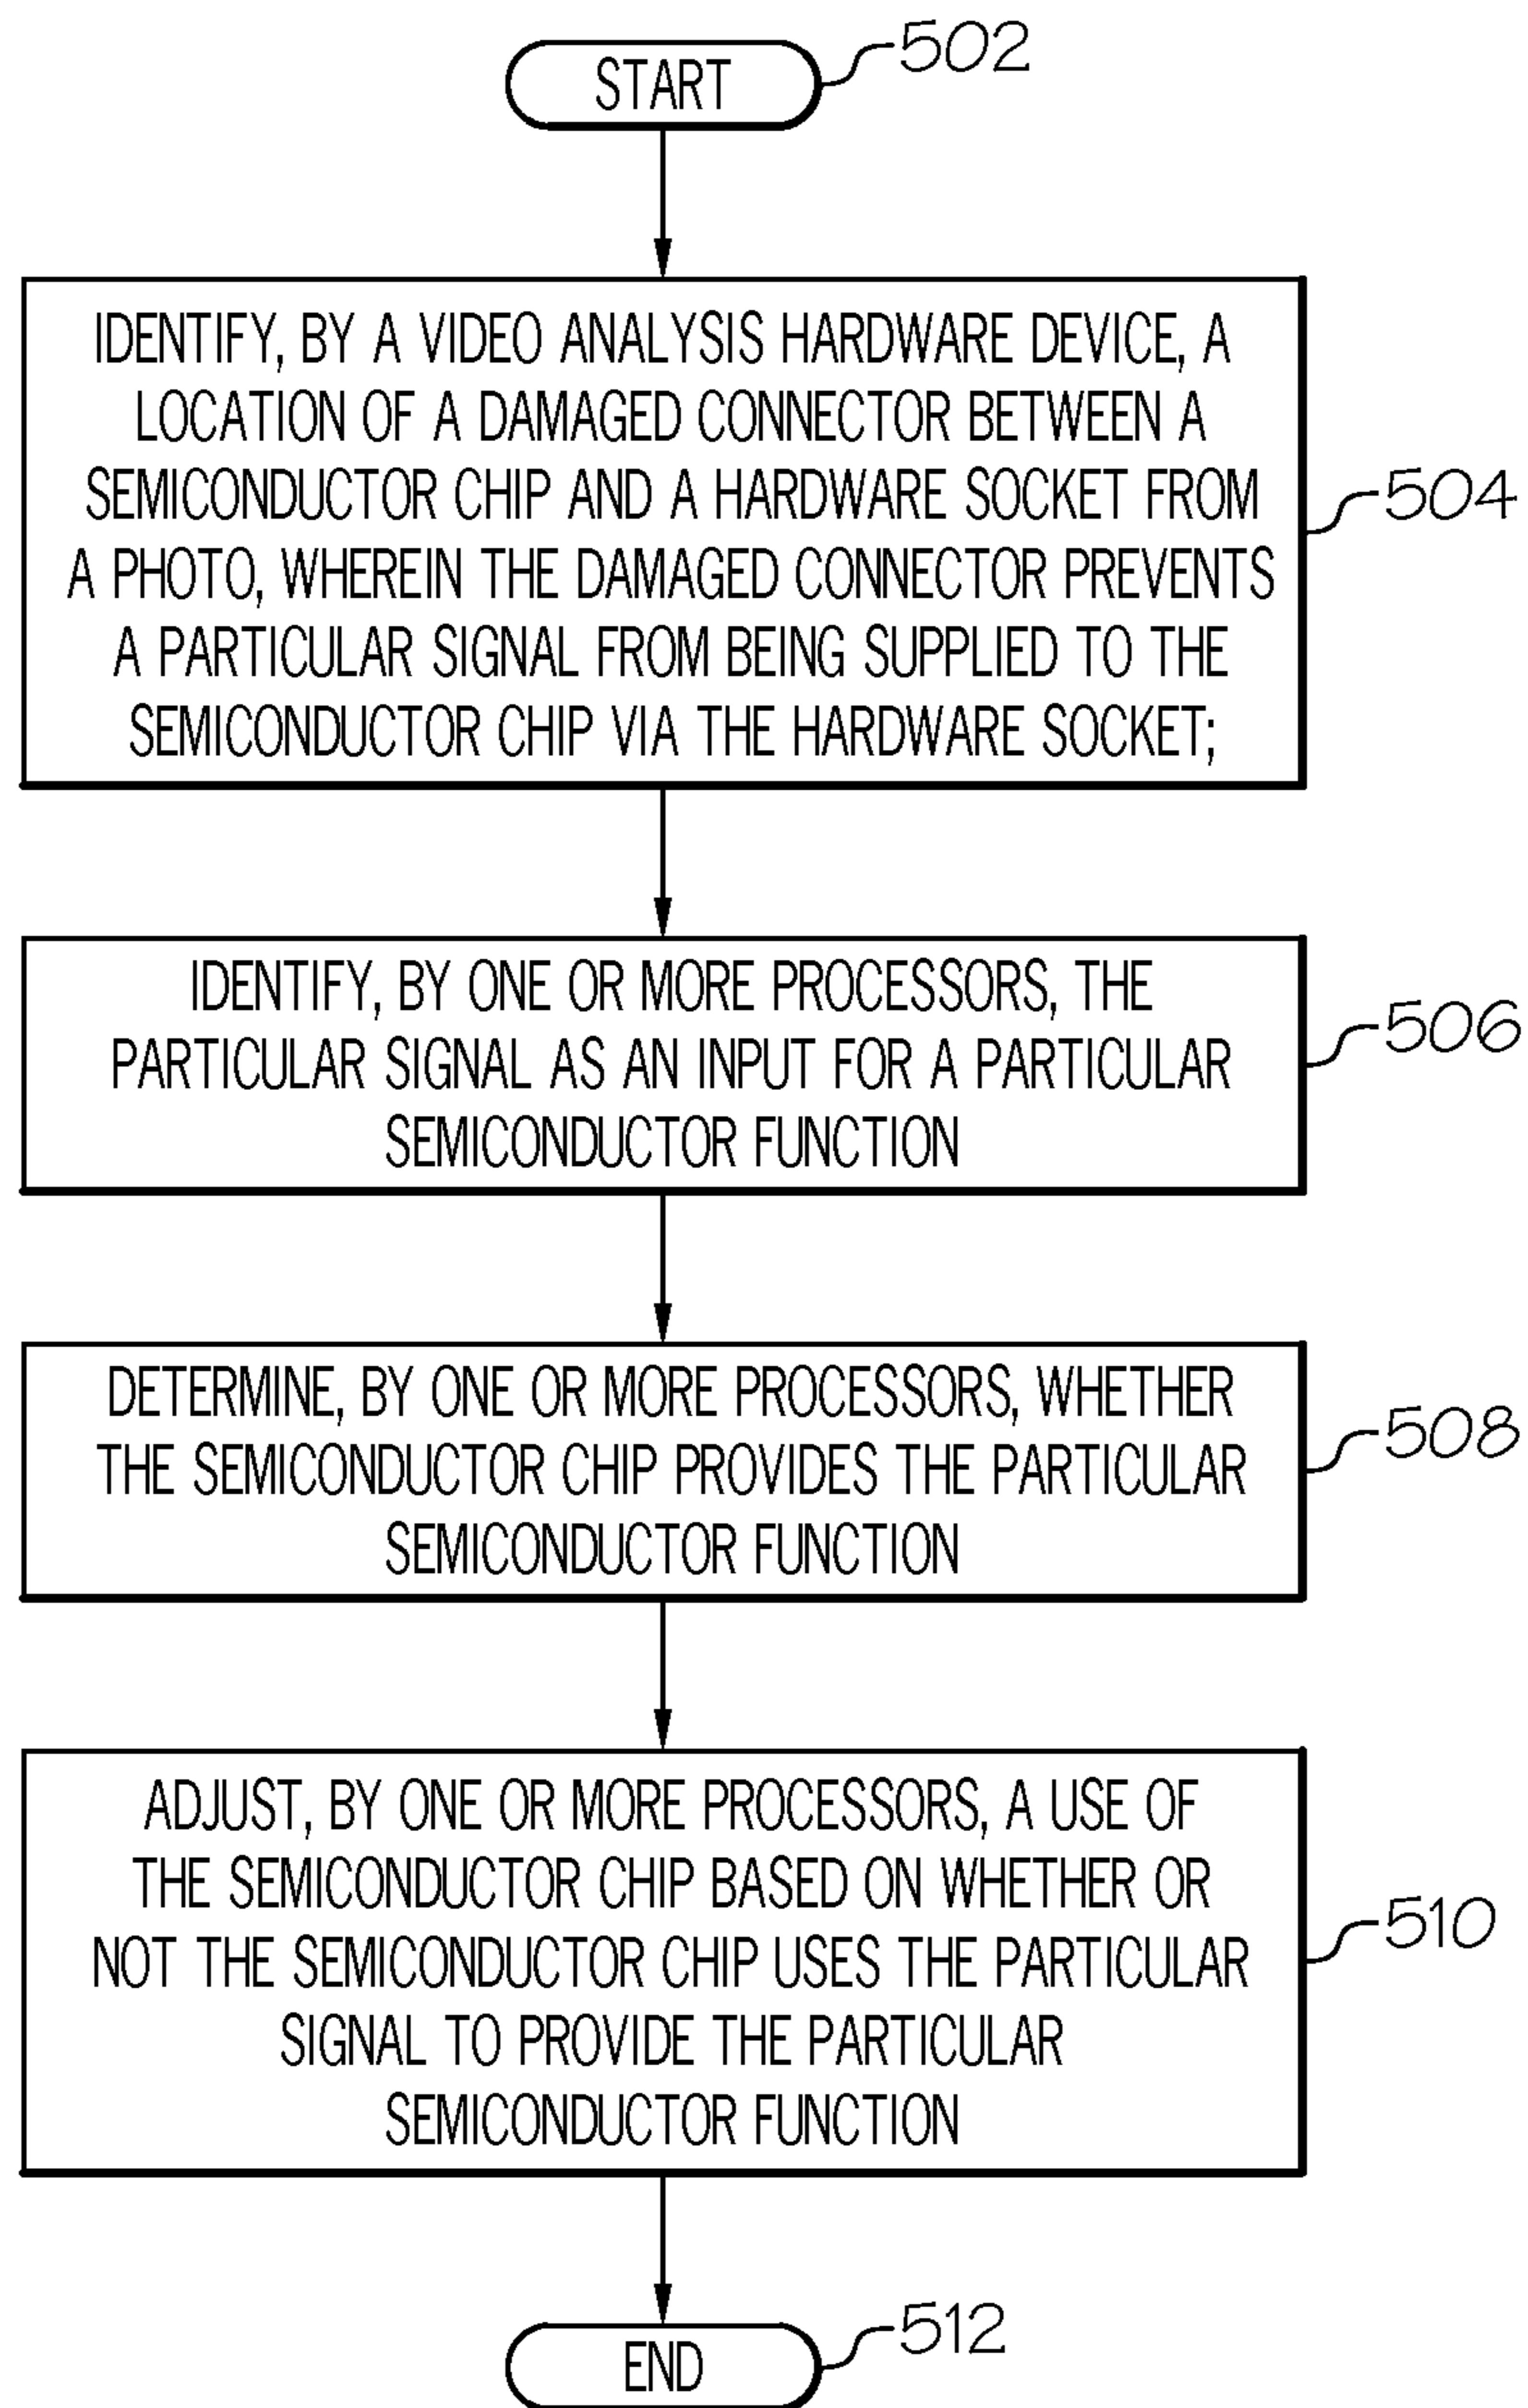 START
502
IDENTIFY, BY A VIDEO ANALYSIS HARDWARE DEVICE, A
LOCATION OF A DAMAGED CONNECTOR BETWEEN A
SEMICONDUCTOR CHIP AND A HARDWARE SOCKET FROM
A PHOTO, WHEREIN THE DAMAGED CONNECTOR PREVENTS
A PARTICULAR SIGNAL FROM BEING SUPPLIED TO THE
SEMICONDUCTOR CHIP VIA THE HARDWARE SOCKET;
504
IDENTIFY, BY ONE OR MORE PROCESSORS, THE
PARTICULAR SIGNAL AS AN INPUT FOR A PARTICULAR
SEMICONDUCTOR FUNCTION
506
DETERMINE, BY ONE OR MORE PROCESSORS, WHETHER
THE SEMICONDUCTOR CHIP PROVIDES THE PARTICULAR
SEMICONDUCTOR FUNCTION
508
ADJUST, BY ONE OR MORE PROCESSORS, A USE OF
THE SEMICONDUCTOR CHIP BASED ON WHETHER OR
NOT THE SEMICONDUCTOR CHIP USES THE PARTICULAR
SIGNAL TO PROVIDE THE PARTICULAR
SEMICONDUCTOR FUNCTION
510
END
512